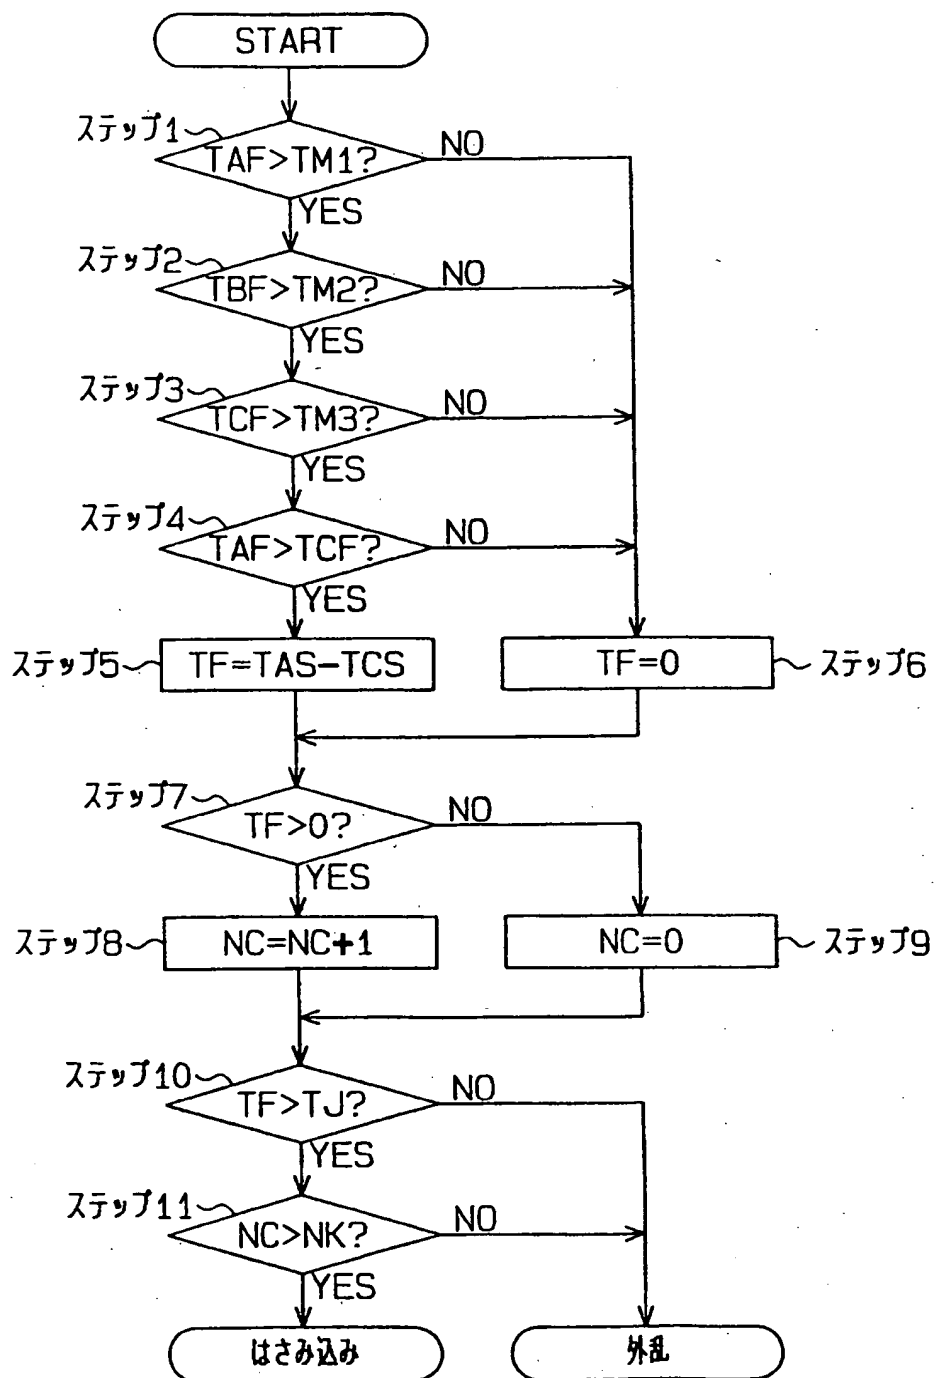 START
ステップ1
TAF>TM1?
NO
YES
ステップ2
TBF>TM2?
NO
YES
ステップ3
TCF>TM3?
NO
YES
ステップ4
TAF>TCF?
NO
YES
ステップ5
TF=TAS-TCS
TF=0
ステップ6
ステップ7
TF>0?
NO
YES
ステップ8
NC=NC+1
NC=0
ステップ9
ステップ10
TF>TJ?
NO
YES
ステップ11
NC>NK?
NO
YES
はさみ込み
外乱